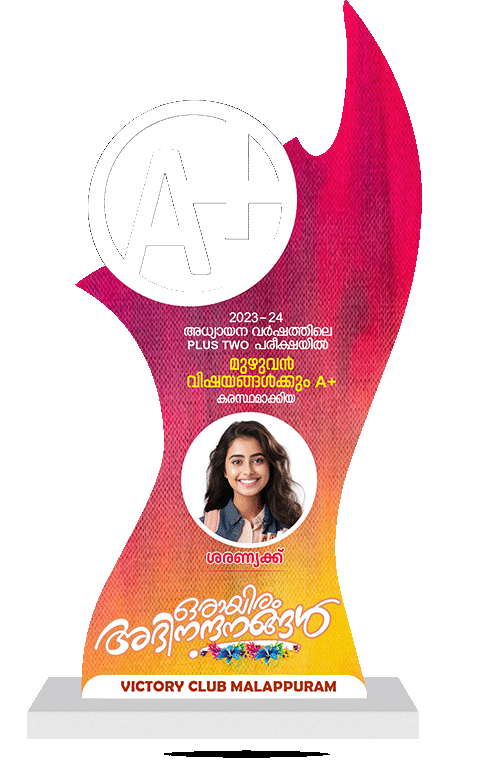 A+
2023-24
അധ്യായന വർഷത്തിലെ
PLUS TWO പരീക്ഷയിൽ
മുഴുവൻ
വിഷയങ്ങൾക്കും A+
കരസ്ഥമാക്കിയ
ശരണ്യക്ക്
ഒരായിരം
അഭിനന്ദനങ്ങൾ
VICTORY CLUB MALAPPURAM